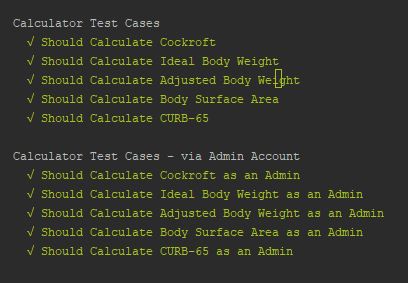 Calculator Test Cases
√ Should Calculate Cockroft
√ Should Calculate Ideal Body Weight
√ Should Calculate Adjusted Body Weight
√ Should Calculate Body Surface Area
√ Should Calculate CURB-65
Calculator Test Cases - via Admin Account
√ Should Calculate Cockroft as an Admin
√ Should Calculate Ideal Body Weight as an Admin
√ Should Calculate Adjusted Body Weight as an Admin
√ Should Calculate Body Surface Area as an Admin
√ Should Calculate CURB-65 as an Admin